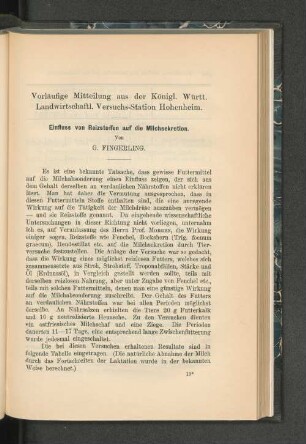 Vorläufige Mitteilung aus der Königl. Württ.
Landwirtschaftl. Versuchs-Station Hohenheim.
Einfluss von Reizstoffen auf die Milchsekretion.
Von
G. FINGERLING.
Es ist eine bekannte Tatsache, dass gewisse Futtermittel
auf die Milchabsonderung einen Einfluss zeigen, der sich aus
dem Gehalt derselben an verdaulichen Nährstoffen nicht erklären
lässt. Man hat daher die Vermutung ausgesprochen, dass in
diesen Futtermitteln Stoffe enthalten sind, die eine anregende
Wirkung auf die Tätigkeit der Milchdrüse auszuüben vermögen
— und sie Reizstoffe genannt. Da eingehende wissenschaftliche
Untersuchungen in dieser Richtung nicht vorliegen, unternahm
ich es, auf Veranlassung des Herrn Prof. MORGEN, die Wirkung
einiger sog. Reizstoffe wie Fenchel, Bockshorn (Trig. foenum
graecum), Heudestillat etc. auf die Milchsekretion durch Tier-
versuche festzustellen. Die Anlage der Versuche war so gedacht,
dass die Wirkung eines möglichst reizlosen Futters, welches sich
zusammensetzte aus Stroh, Strohstoff, Troponabfällen, Stärke und
Öl (Erdnussöl), in Vergleich gestellt werden sollte, teils mit
derselben reizlosen Nahrung, aber unter Zugabe von Fenchel etc.,
teils mit solchen Futtermitteln, denen man eine günstige Wirkung
auf die Milchabsonderung zuschreibt. Der Gehalt des Futters
an verdaulichen Nährstoffen war bei allen Perioden möglichst
derselbe. An Nährsalzen erhielten die Tiere 20 g Futterkalk
und 10 g neutralisierte Heuasche. Zu den Versuchen dienten
ein ostfriesisches Milchschaf und eine Ziege. Die Perioden
dauerten 11—17 Tage, eine entsprechend lange Zwischenfütterung
wurde jedesmal eingeschaltet.
Die bei diesen Versuchen erhaltenen Resultate sind in
folgende Tabelle eingetragen. (Die natürliche Abnahme der Milch
durch das Fortschreiten der Laktation wurde in der bekannten
Weise berechnet.)
19*